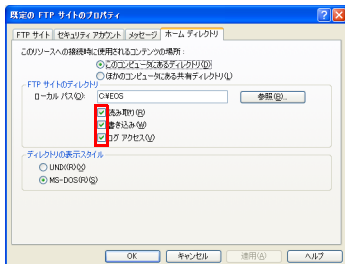 既定の FTP サイトのプロパティ
FTP サイト セキュリティ アカウント メッセージ ホーム ディレクトリ
このリソースへの接続時に使用されるコンテンツの場所:
このコンピュータにあるディレクトリ(D)
ほかのコンピュータにある共有ディレクトリ(L)
FTP サイトのディレクトリ
ローカル パス(O): C:¥EOS 参照(B)...
読み取り(R)
書き込み(W)
ログ アクセス(V)
ディレクトリの表示スタイル
UNIX(R)(X)
MS-DOS(R)(S)
OK キャンセル 適用(A) ヘルプ